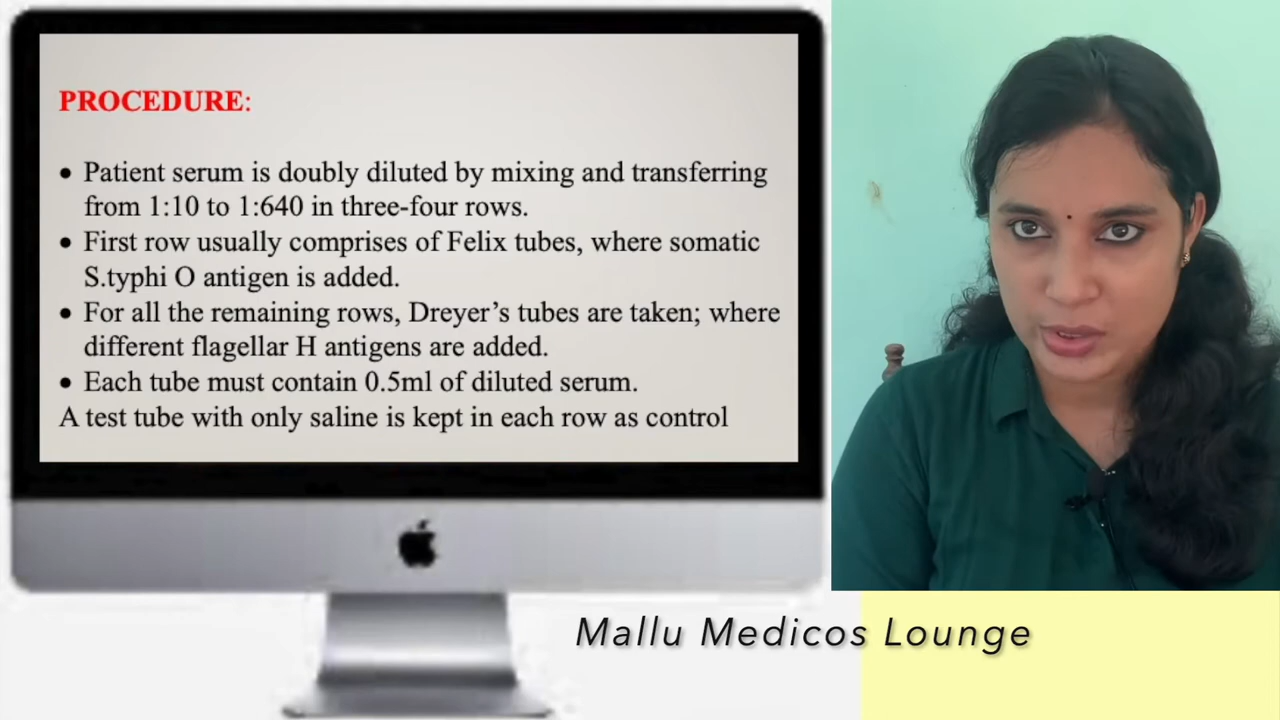 PROCEDURE:
• Patient serum is doubly diluted by mixing and transferring
from 1:10 to 1:640 in three-four rows.
• First row usually comprises of Felix tubes, where somatic
S.typhi O antigen is added.
• For all the remaining rows, Dreyer’s tubes are taken; where
different flagellar H antigens are added.
• Each tube must contain 0.5ml of diluted serum.
A test tube with only saline is kept in each row as control
Mallu Medicos Lounge